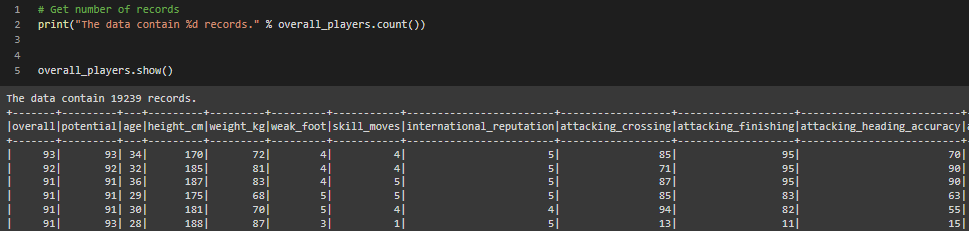 1 # Get number of records
2 print("The data contain %d records." % overall_players.count())
3
4
5 overall_players.show()
The data contain 19239 records.
+-------+---------+---+---------+---------+---------+-----------+------------------------+------------------+-------------------+--------------------------+
|overall|potential|age|height_cm|weight_kg|weak_foot|skill_moves|international_reputation|attacking_crossing|attacking_finishing|attacking_heading_accuracy|
+-------+---------+---+---------+---------+---------+-----------+------------------------+------------------+-------------------+--------------------------+
| 93| 93| 34| 170| 72| 4| 4| 5| 85| 95| 70|
| 92| 92| 32| 185| 81| 4| 4| 5| 71| 95| 90|
| 91| 91| 36| 187| 83| 4| 5| 5| 87| 95| 90|
| 91| 91| 29| 175| 68| 5| 5| 5| 85| 83| 63|
| 91| 91| 30| 181| 70| 5| 4| 4| 94| 82| 55|
| 91| 93| 28| 188| 87| 3| 1| 5| 13| 11| 15|